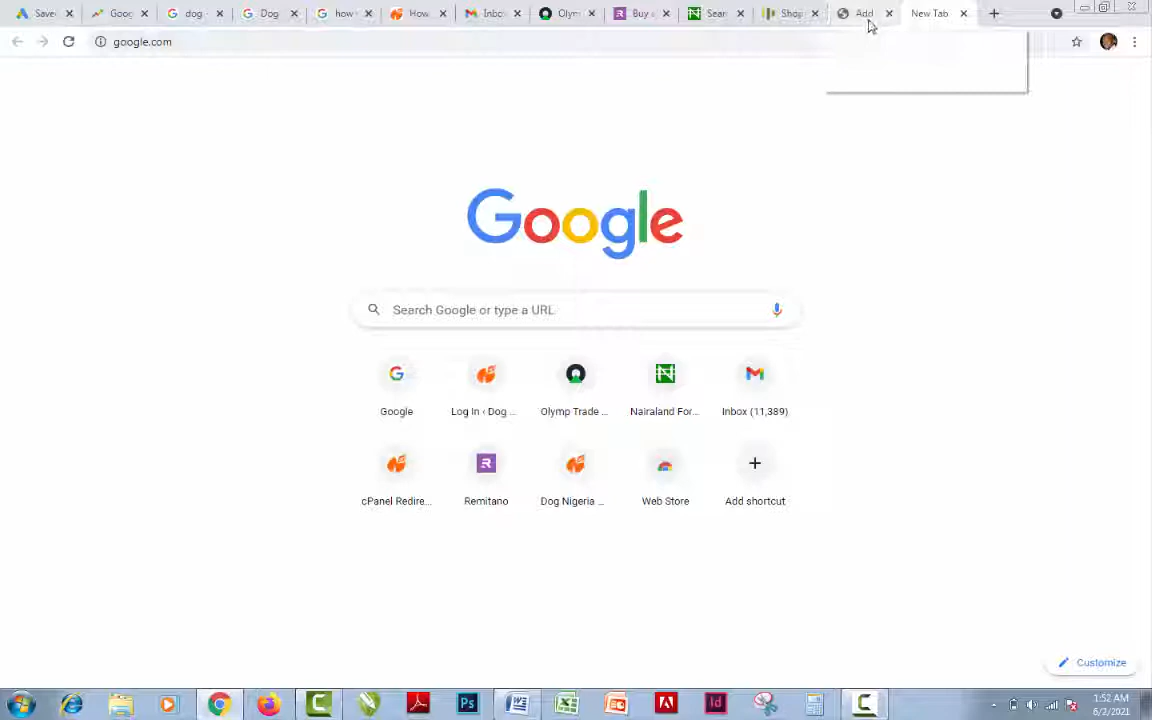 Save
Goog
dog
Dog
how
How
Inbo
Olym
Buy
Sear
Shop
Add
New Tab
google.com
Google
Search Google or type a URL
Google
Log In ‹ Dog ...
Olymp Trade ...
Nairaland For...
Inbox (11,389)
cPanel Redire...
Remitano
Dog Nigeria ...
Web Store
Add shortcut
Customize
1:52 AM
6/2/2021